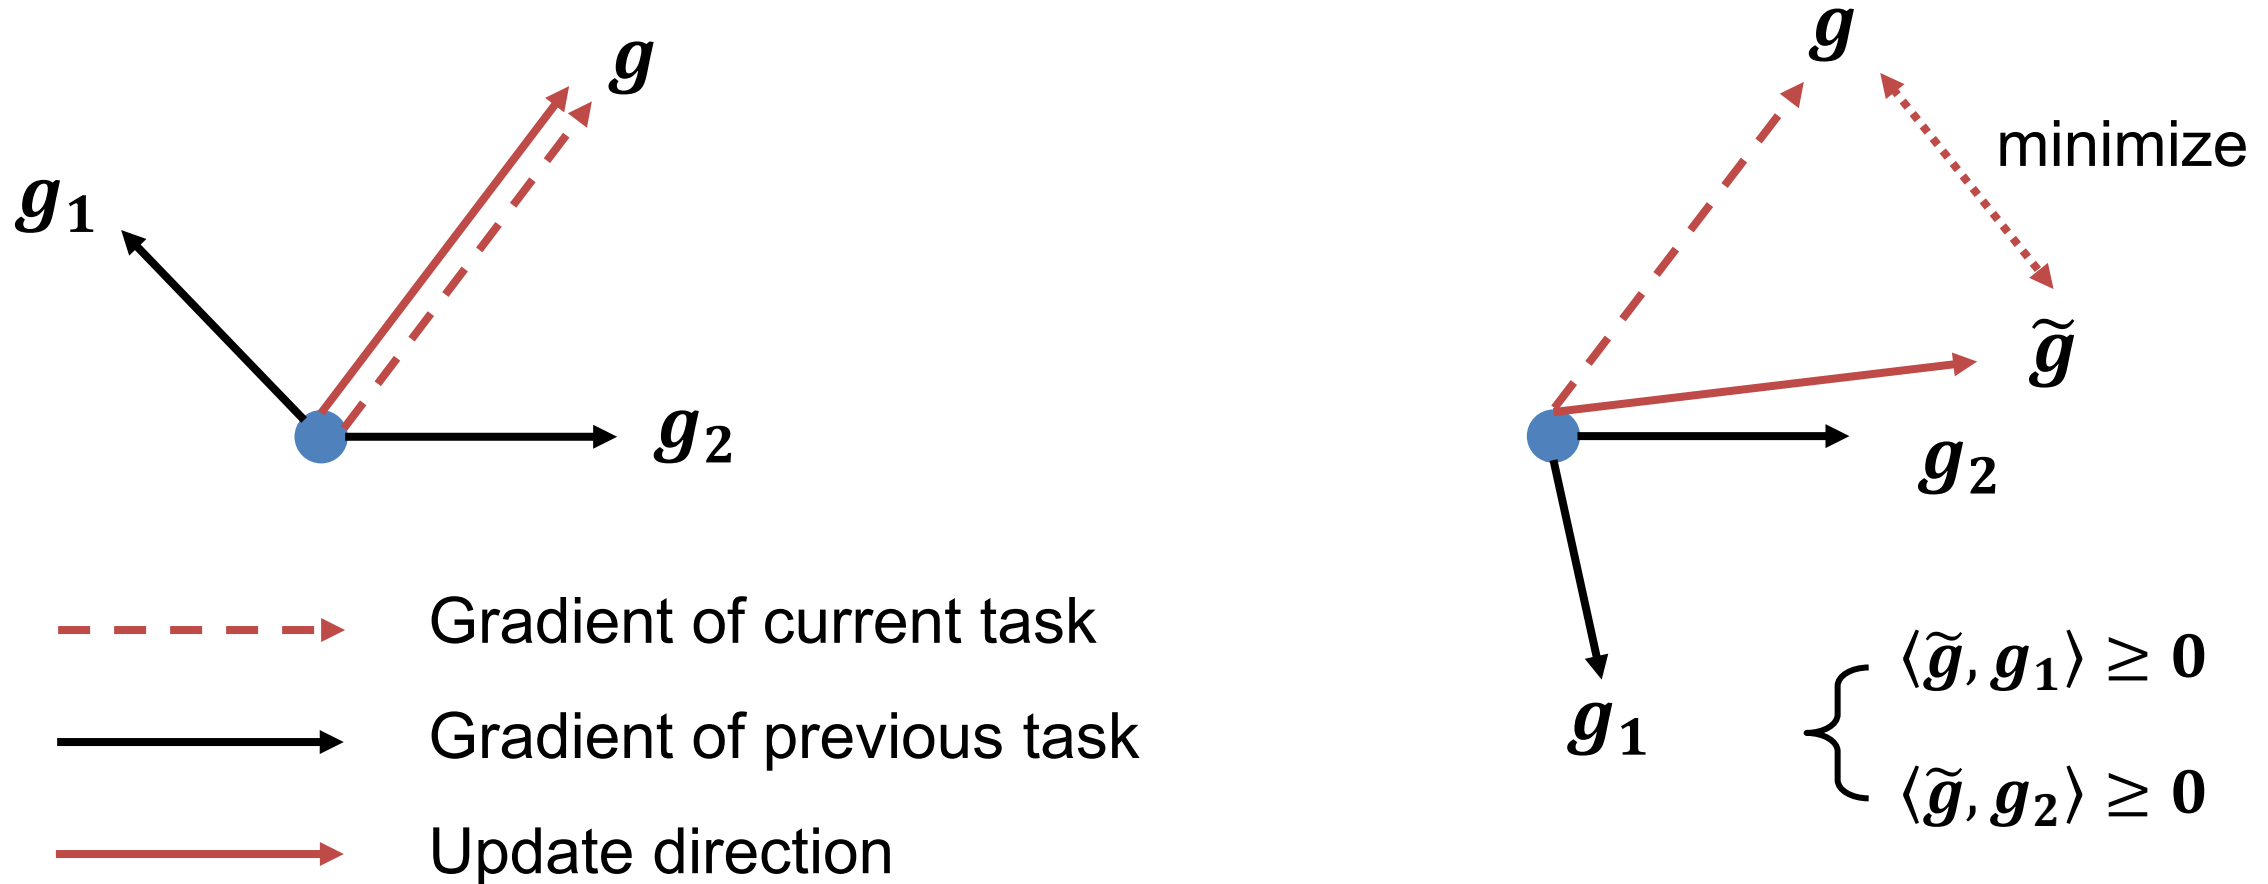 g
g₁
g₂
g
minimize
g̃
g₂
g₁
Gradient of current task
Gradient of previous task
Update direction
⟨g̃, g₁⟩ ≥ 0
⟨g̃, g₂⟩ ≥ 0